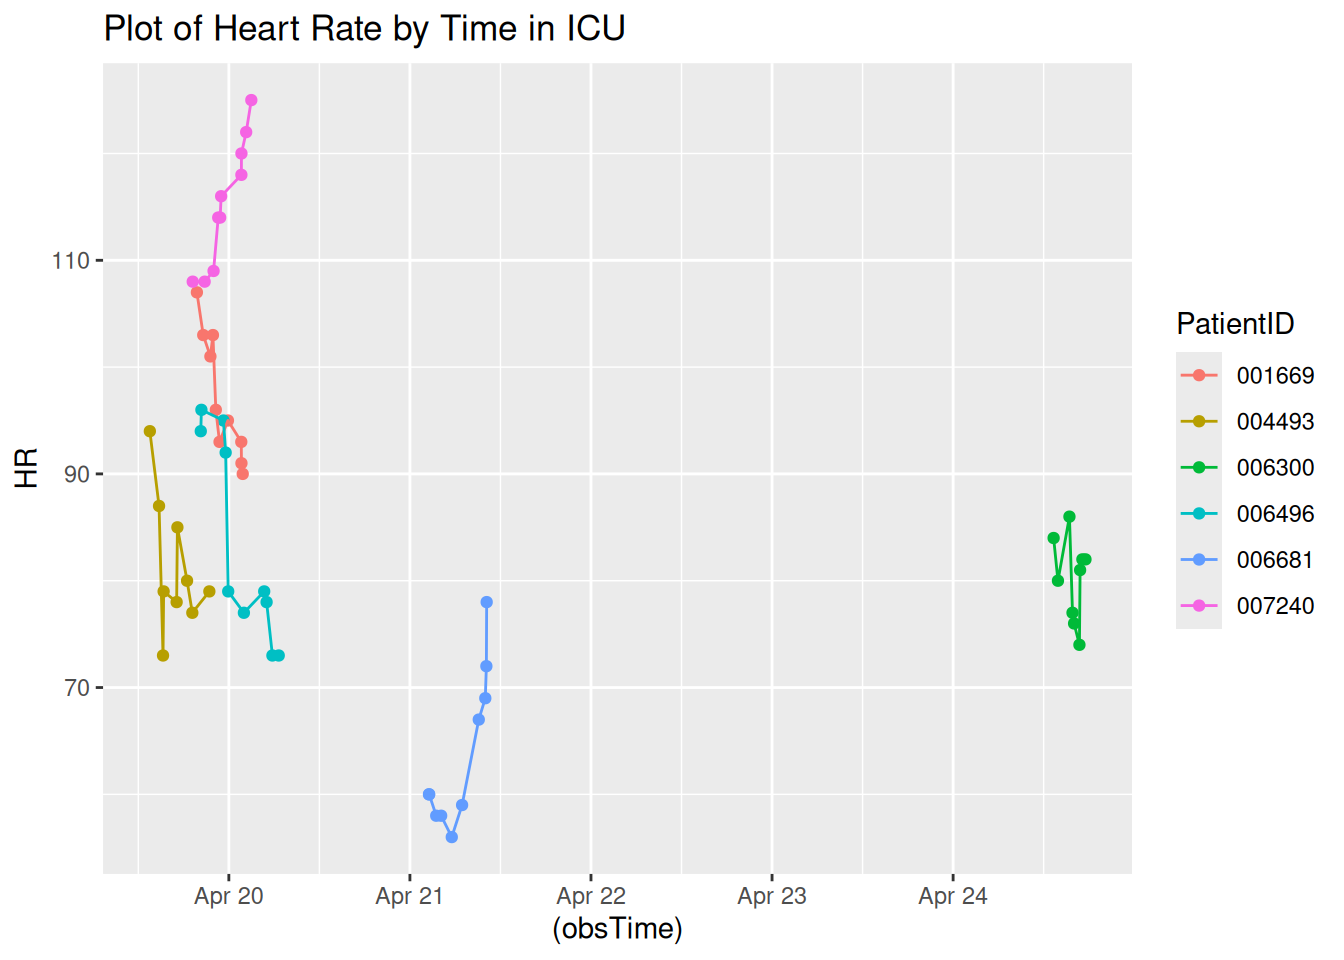 Plot of Heart Rate by Time in ICU
HR
110
90
70
Apr 20
Apr 21
Apr 22
Apr 23
Apr 24
(obsTime)
PatientID
001669
004493
006300
006496
006681
007240